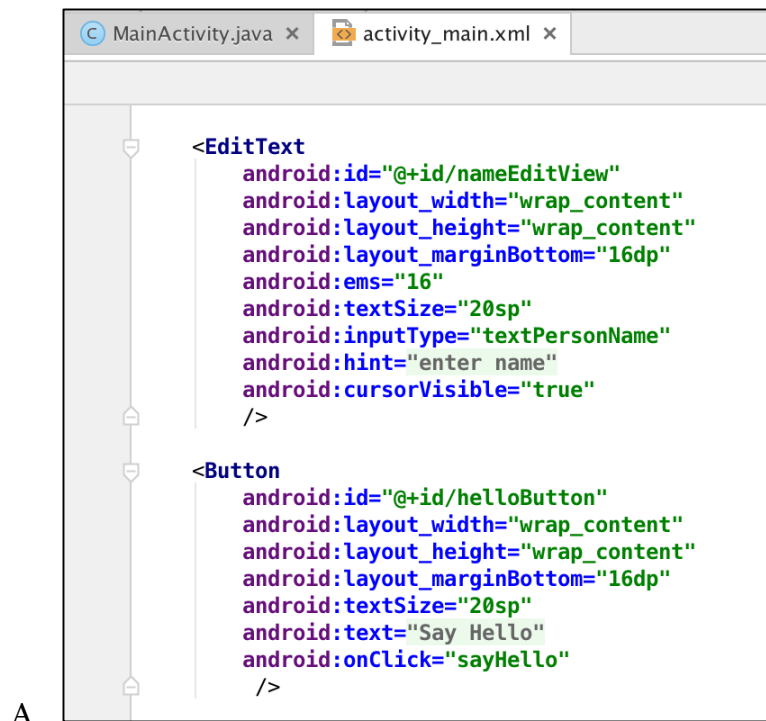 MainActivity.java × activity_main.xml ×
<EditText
android:id="@+id/nameEditView"
android:layout_width="wrap_content"
android:layout_height="wrap_content"
android:layout_marginBottom="16dp"
android:ems="16"
android:textSize="20sp"
android:inputType="textPersonName"
android:hint="enter name"
android:cursorVisible="true"
/>
<Button
android:id="@+id/helloButton"
android:layout_width="wrap_content"
android:layout_height="wrap_content"
android:layout_marginBottom="16dp"
android:textSize="20sp"
android:text="Say Hello"
android:onClick="sayHello"
/>
A